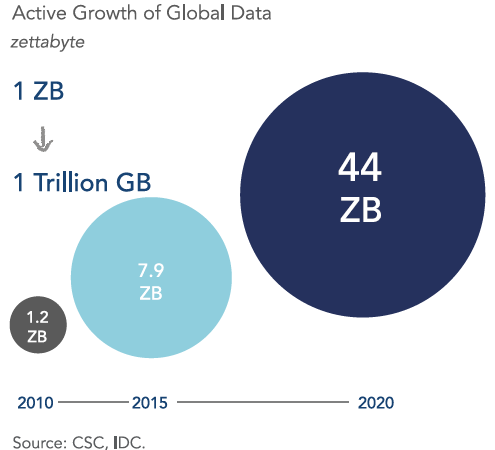 Active Growth of Global Data
zettabyte
1 ZB
1 Trillion GB
44
ZB
7.9
ZB
1.2
ZB
2010
2015
2020
Source: CSC, IDC.